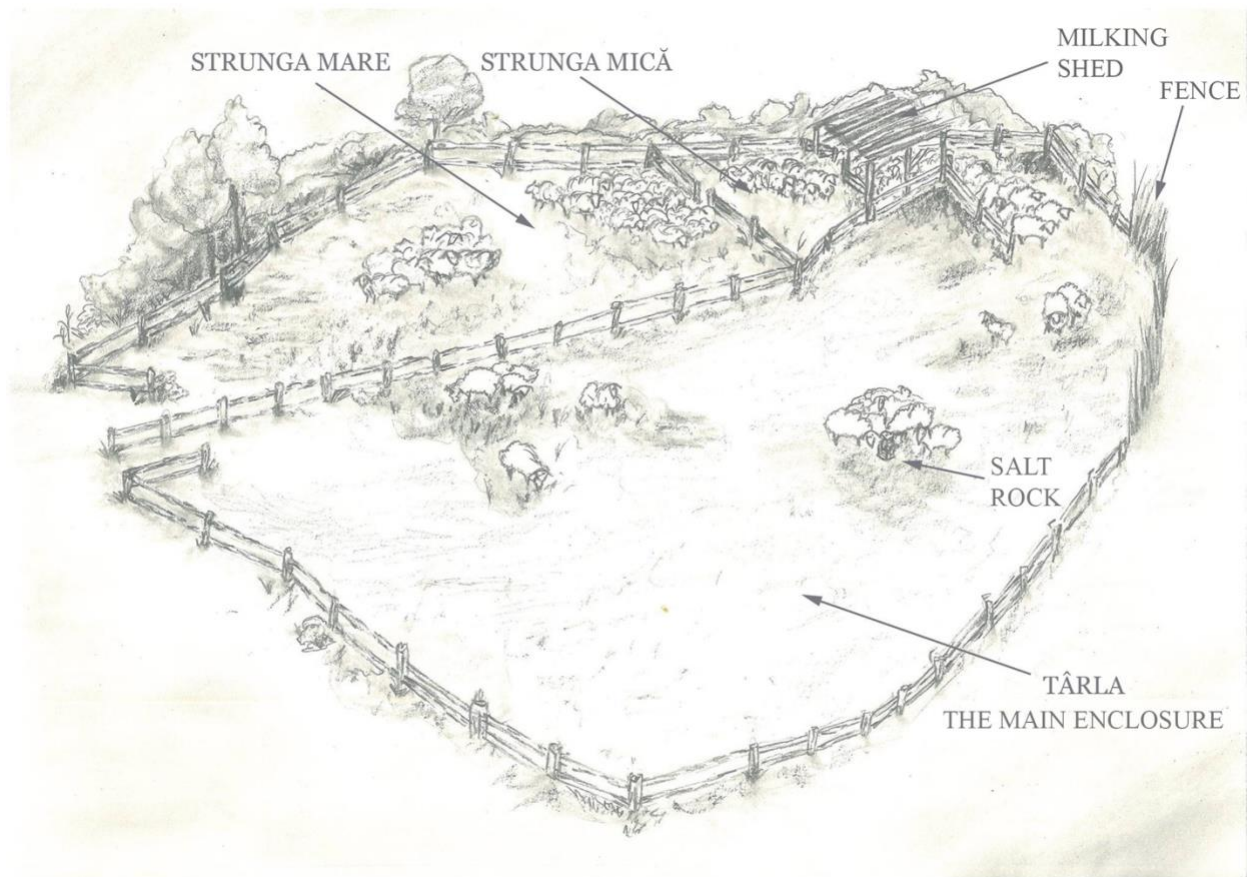 STRUNGA MARE
STRUNGA MICĂ
MILKING
SHED
FENCE
SALT
ROCK
TÂRLA
THE MAIN ENCLOSURE